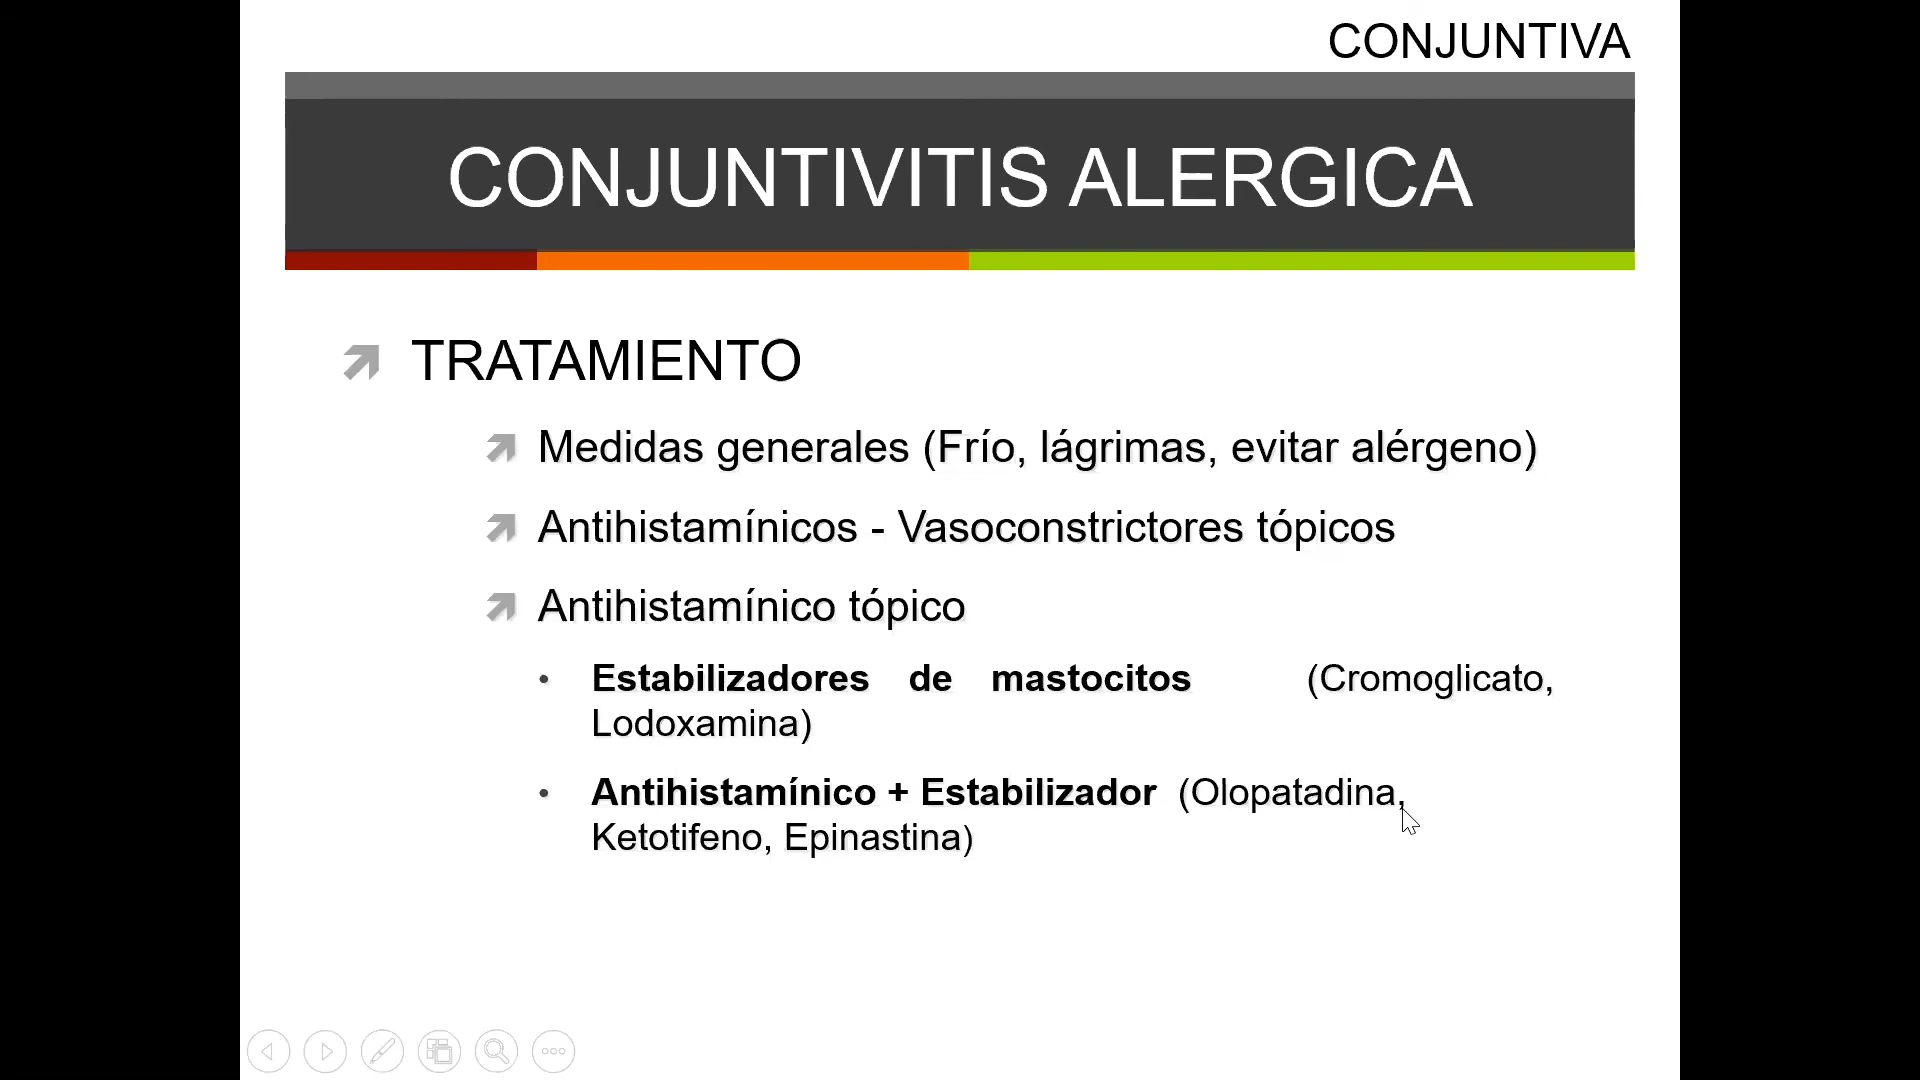 CONJUNTIVA
CONJUNTIVITIS ALERGICA
TRATAMIENTO
Medidas generales (Frío, lágrimas, evitar alérgeno)
Antihistamínicos - Vasoconstrictores tópicos
Antihistamínico tópico
• Estabilizadores de mastocitos (Cromoglicato,
Lodoxamina)
• Antihistamínico + Estabilizador (Olopatadina,
Ketotifeno, Epinastina)